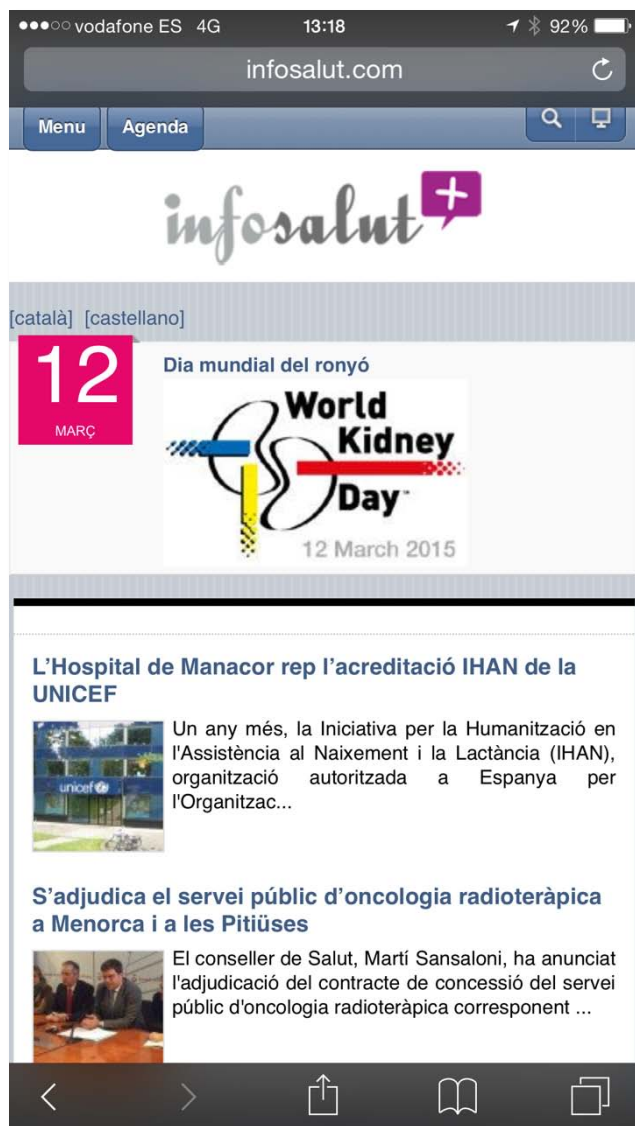 vodafone ES 4G 13:18 92%
infosalut.com
Menu Agenda
infosalut+
[català] [castellano]
12
MARÇ
Dia mundial del ronyó
World
Kidney
Day™
12 March 2015
L’Hospital de Manacor rep l’acreditació IHAN de la
UNICEF
Un any més, la Iniciativa per la Humanització en
l'Assistència al Naixement i la Lactància (IHAN),
organització autoritzada a Espanya per
l'Organitzac...
unicef
S’adjudica el servei públic d’oncologia radioteràpica
a Menorca i a les Pitiüses
El conseller de Salut, Martí Sansaloni, ha anunciat
l'adjudicació del contracte de concessió del servei
públic d'oncologia radioteràpica corresponent ...